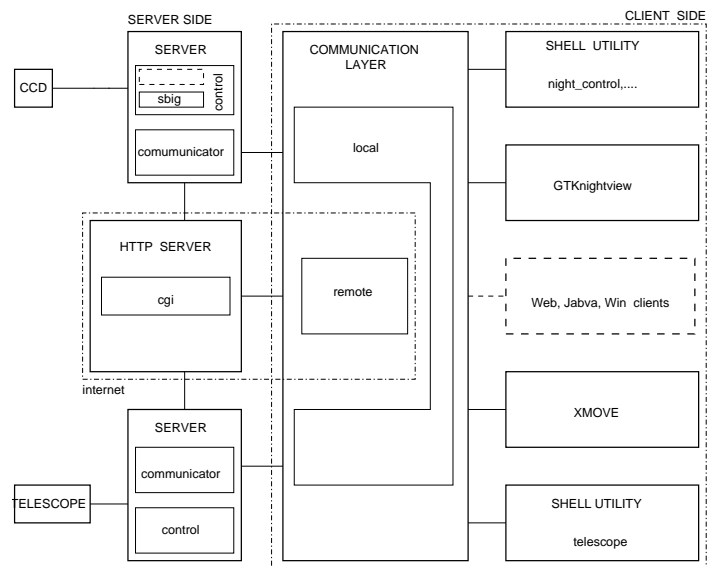 SERVER SIDE
CLIENT SIDE
SERVER
control
sbig
comumunicator
CCD
COMMUNICATION
LAYER
local
remote
SHELL UTILITY
night_control,....
GTKnightview
HTTP SERVER
cgi
internet
Web, Jabva, Win clients
XMOVE
SERVER
communicator
control
TELESCOPE
SHELL UTILITY
telescope